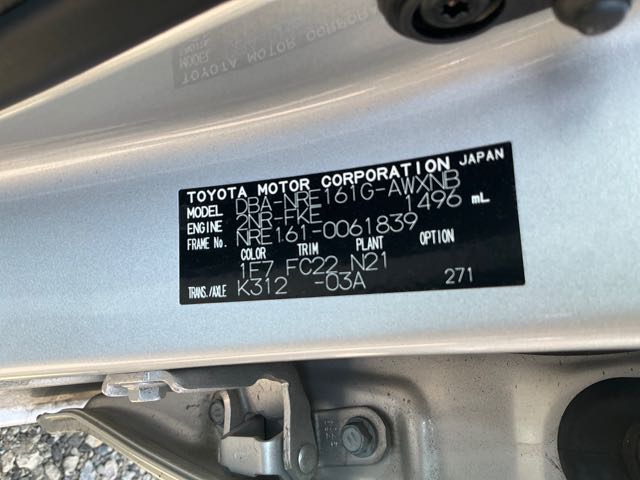 TOYOTA MOTOR CORPORATION JAPAN
MODEL DBA-NRE161G-AWXNB
ENGINE 2NR-FKE 1496 mL
FRAME No. NRE161-0061839
COLOR TRIM PLANT OPTION
1F7 FC22 N21
TRANS./AXLE K312 -03A 271